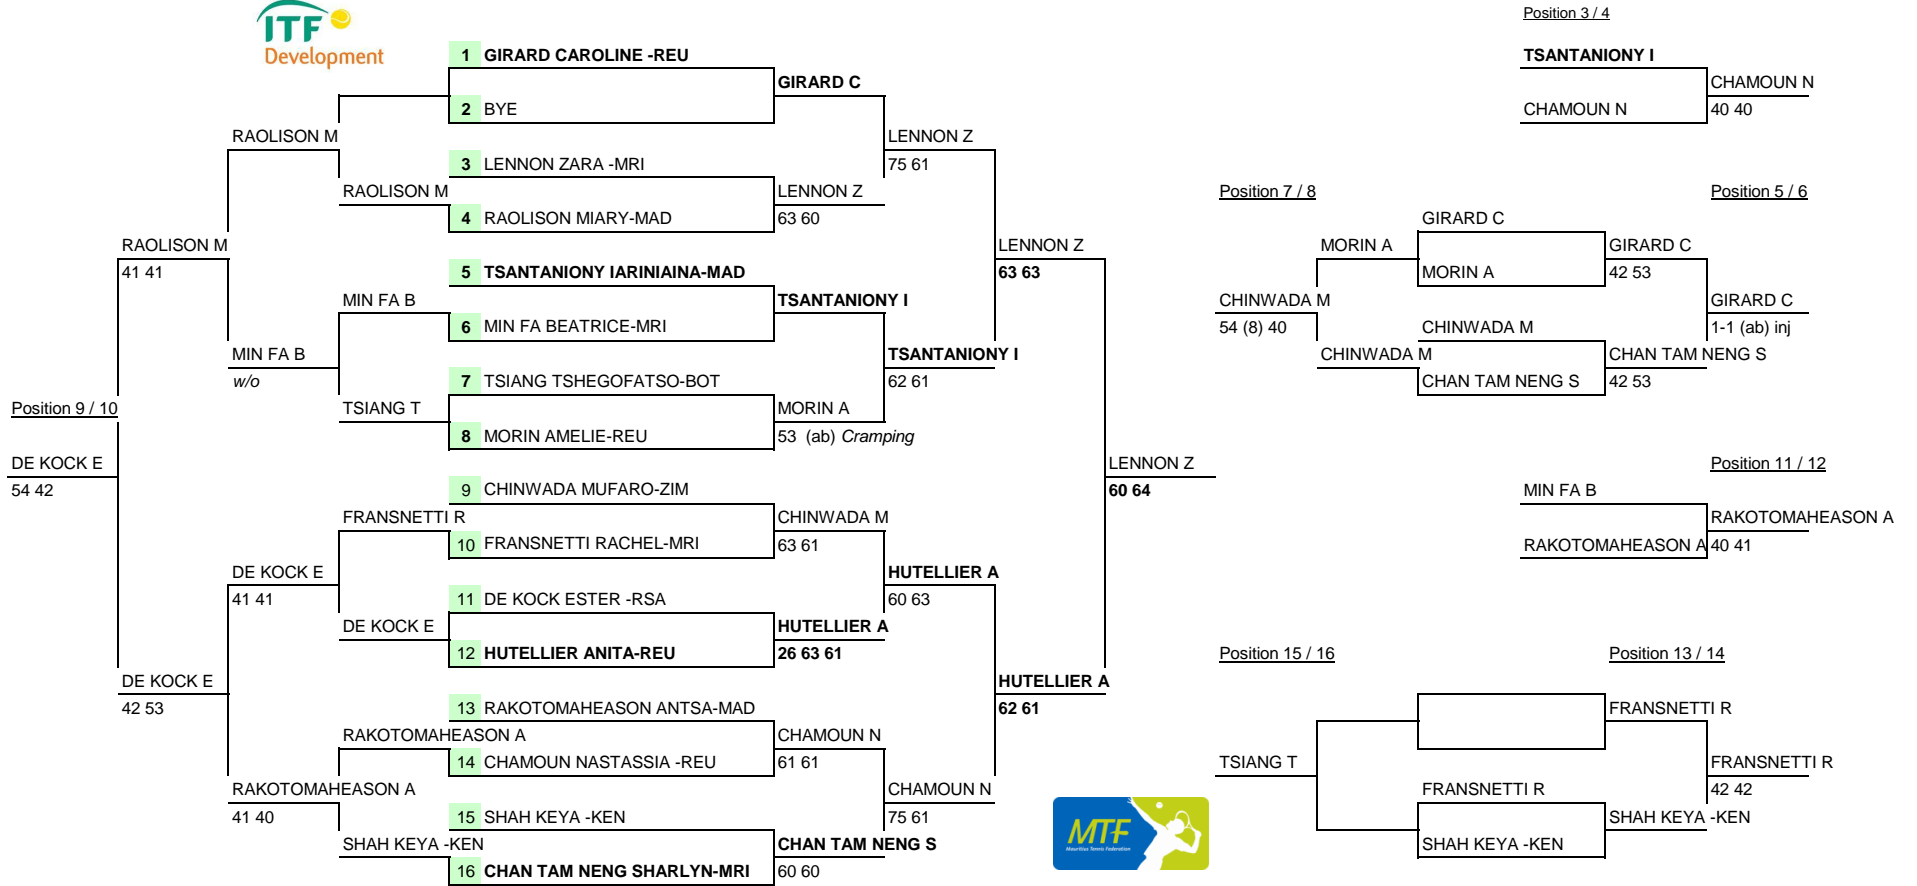 ITF
Development
Position 3 / 4
1 GIRARD CAROLINE -REU
TSANTANIONY I
GIRARD C
CHAMOUN N
2 BYE
CHAMOUN N
40 40
RAOLISON M
LENNON Z
3 LENNON ZARA -MRI
75 61
RAOLISON M
LENNON Z
Position 7 / 8
Position 5 / 6
4 RAOLISON MIARY-MAD
63 60
GIRARD C
RAOLISON M
LENNON Z
MORIN A
GIRARD C
41 41
5 TSANTANIONY IARINIAINA-MAD
63 63
MORIN A
42 53
MIN FA B
TSANTANIONY I
CHINWADA M
GIRARD C
6 MIN FA BEATRICE-MRI
54 (8) 40
CHINWADA M
1-1 (ab) inj
MIN FA B
TSANTANIONY I
CHINWADA M
CHAN TAM NENG S
w/o
7 TSIANG TSHEGOFATSO-BOT
62 61
CHAN TAM NENG S
42 53
Position 9 / 10
TSIANG T
MORIN A
8 MORIN AMELIE-REU
53 (ab) Cramping
DE KOCK E
LENNON Z
Position 11 / 12
54 42
9 CHINWADA MUFARO-ZIM
60 64
MIN FA B
FRANSNETTI R
CHINWADA M
RAKOTOMAHEASON A
10 FRANSNETTI RACHEL-MRI
63 61
RAKOTOMAHEASON A
40 41
DE KOCK E
HUTELLIER A
41 41
11 DE KOCK ESTER -RSA
60 63
DE KOCK E
HUTELLIER A
12 HUTELLIER ANITA-REU
26 63 61
Position 15 / 16
Position 13 / 14
DE KOCK E
HUTELLIER A
42 53
13 RAKOTOMAHEASON ANTSA-MAD
62 61
FRANSNETTI R
RAKOTOMAHEASON A
CHAMOUN N
14 CHAMOUN NASTASSIA -REU
61 61
TSIANG T
FRANSNETTI R
RAKOTOMAHEASON A
CHAMOUN N
FRANSNETTI R
42 42
41 40
15 SHAH KEYA -KEN
75 61
SHAH KEYA -KEN
SHAH KEYA -KEN
CHAN TAM NENG S
SHAH KEYA -KEN
16 CHAN TAM NENG SHARLYN-MRI
60 60
MTF
Mauritius Tennis Federation